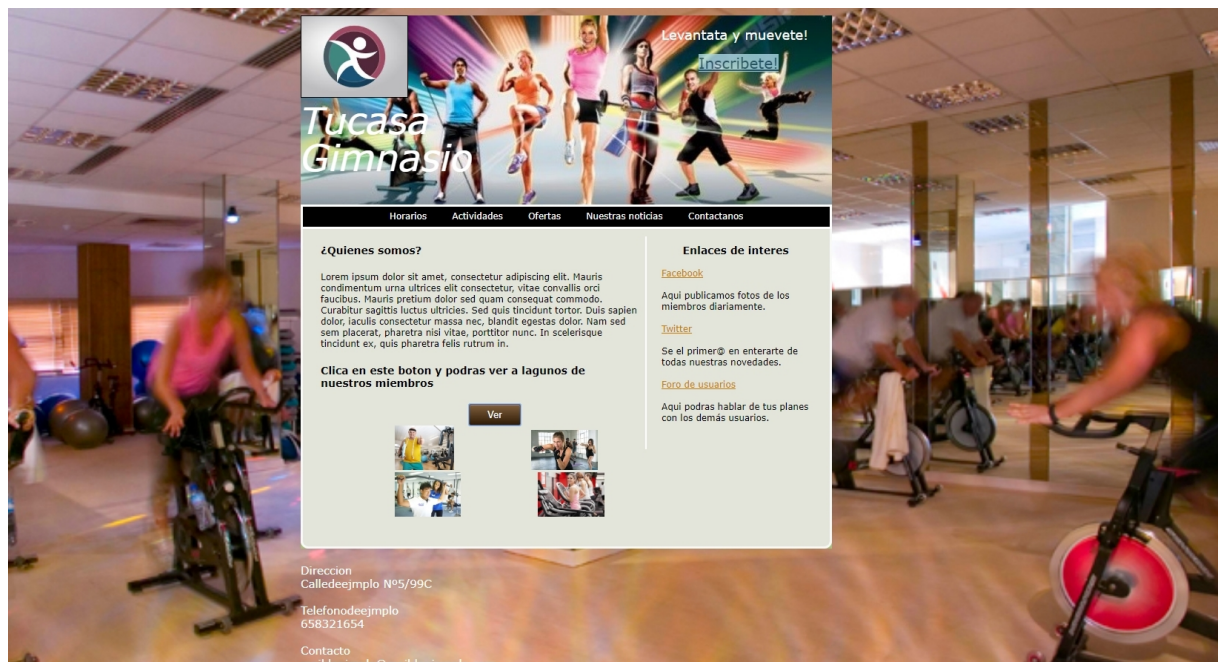 Levantata y muevete!
Inscribete!
Tucasa
Gimnasio
Horarios Actividades Ofertas Nuestras noticias Contactanos
¿Quienes somos?
Lorem ipsum dolor sit amet, consectetur adipiscing elit. Mauris
condimentum urna ultrices elit consectetur, vitae convallis orci
faucibus. Mauris pretium dolor sed quam consequat commodo.
Curabitur sagittis luctus ultricies. Sed quis tincidunt tortor. Duis sapien
dolor, iaculis consectetur massa nec, blandit egestas dolor. Nam sed
sem placerat, pharetra nisi vitae, porttitor nunc. In scelerisque
tincidunt ex, quis pharetra felis rutrum in.
Clica en este boton y podras ver a lagunos de
nuestros miembros
Ver
Enlaces de interes
Facebook
Aqui publicamos fotos de los
miembros diariamente.
Twitter
Se el primer@ en enterarte de
todas nuestras novedades.
Foro de usuarios
Aqui podras hablar de tus planes
con los demás usuarios.
Direccion
Calledeejmplo Nº5/99C
Telefonodeejmplo
658321654
Contacto